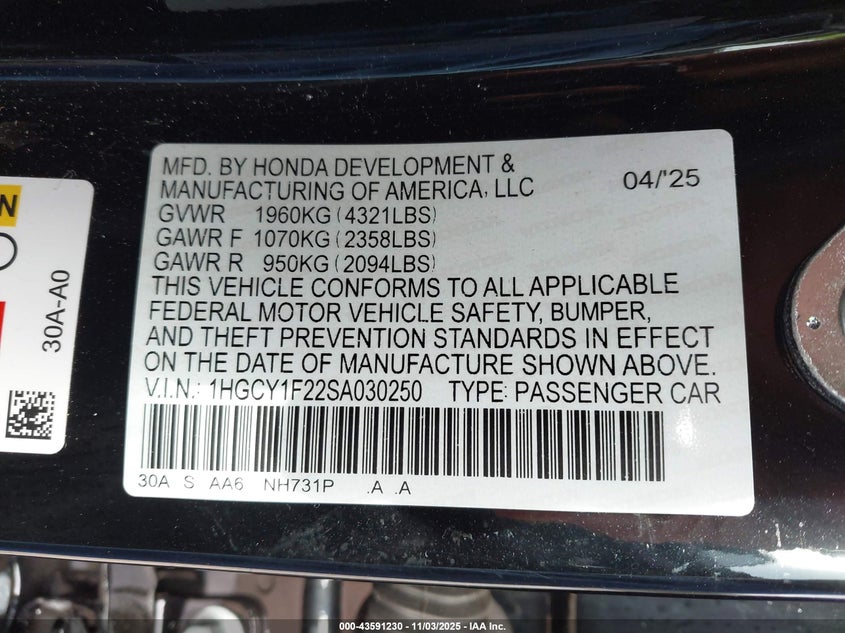 MFD. BY HONDA DEVELOPMENT &
MANUFACTURING OF AMERICA, LLC 04/'25
GVWR 1960KG (4321LBS)
GAWR F 1070KG (2358LBS)
GAWR R 950KG (2094LBS)
THIS VEHICLE CONFORMS TO ALL APPLICABLE
FEDERAL MOTOR VEHICLE SAFETY, BUMPER,
AND THEFT PREVENTION STANDARDS IN EFFECT
ON THE DATE OF MANUFACTURE SHOWN ABOVE.
V.I.N.: 1HGCY1F22SA030250 TYPE: PASSENGER CAR
30A S AA6 NH731P .A .A
30A-A0
000-43591230 - 11/03/2025 - IAA Inc.